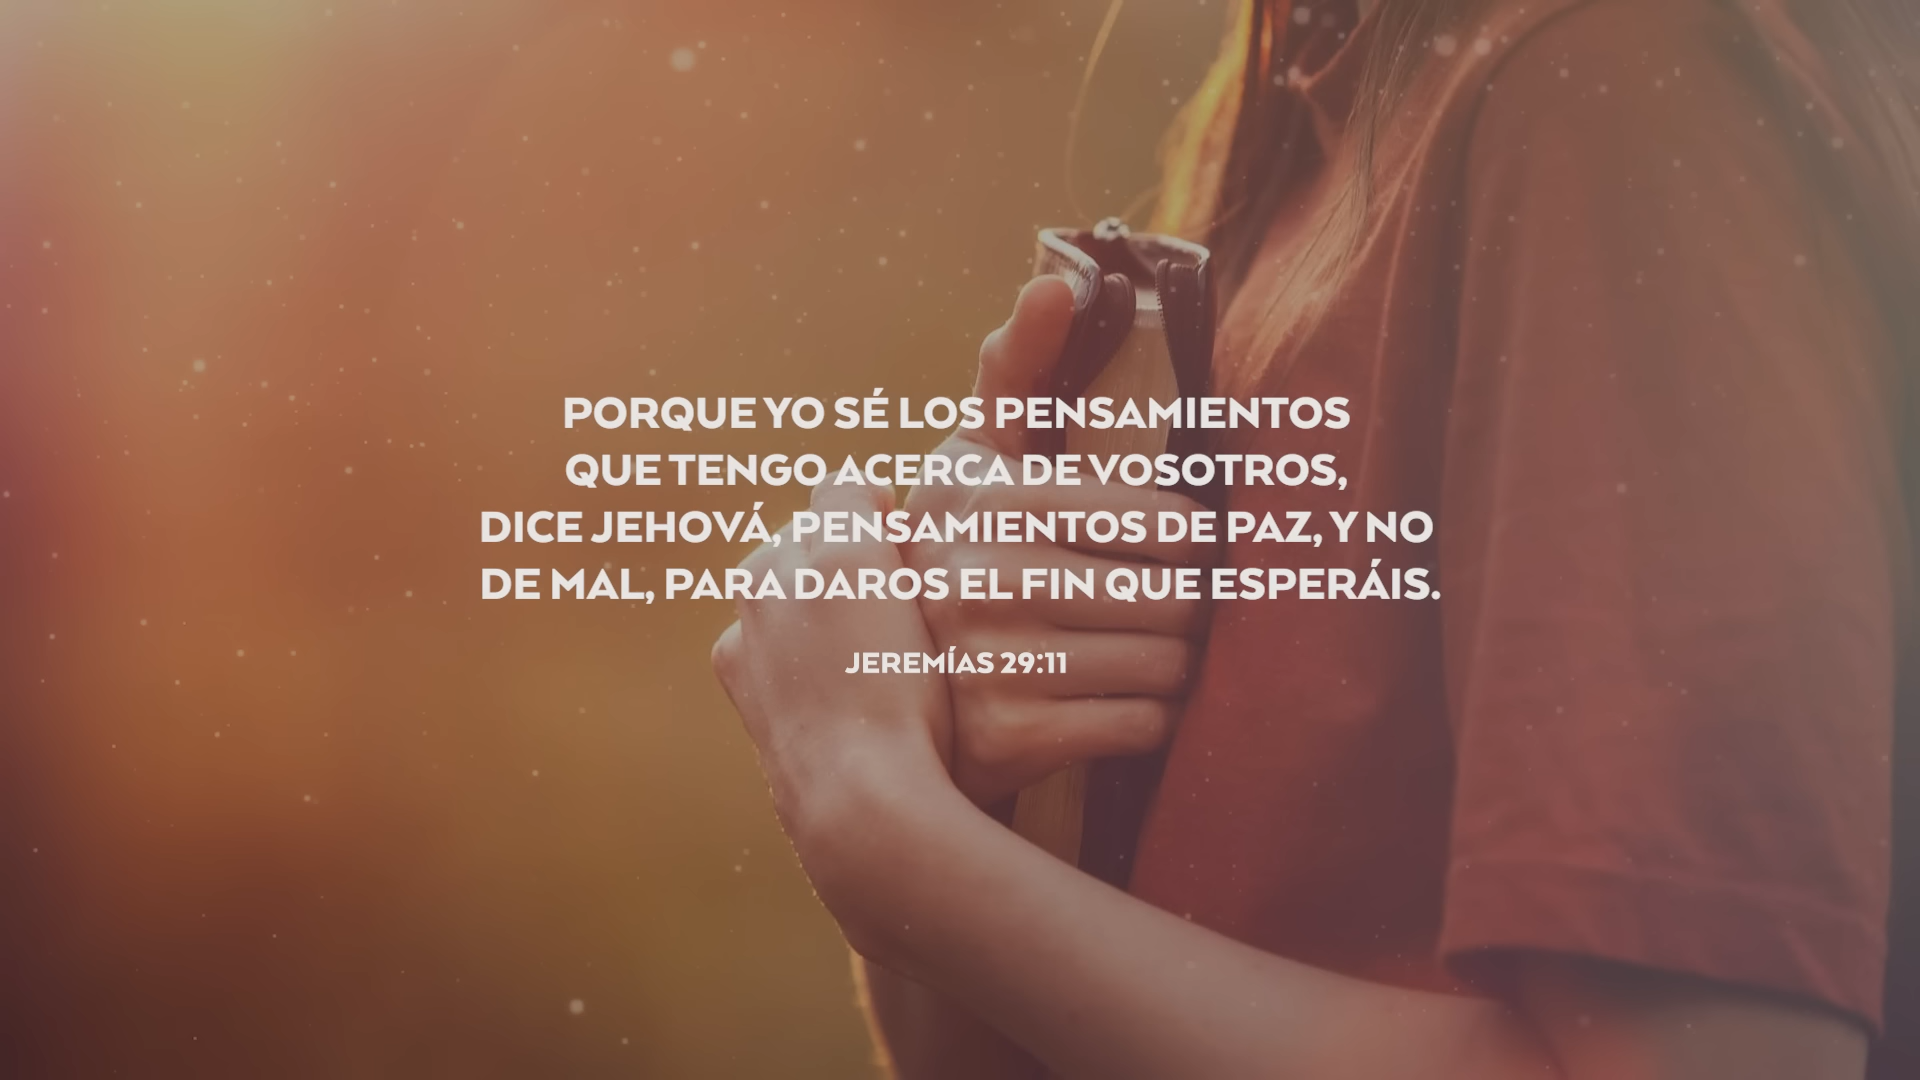 PORQUE YO SÉ LOS PENSAMIENTOS
QUE TENGO ACERCA DE VOSOTROS,
DICE JEHOVÁ, PENSAMIENTOS DE PAZ, Y NO
DE MAL, PARA DAROS EL FIN QUE ESPERÁIS.
JEREMÍAS 29:11